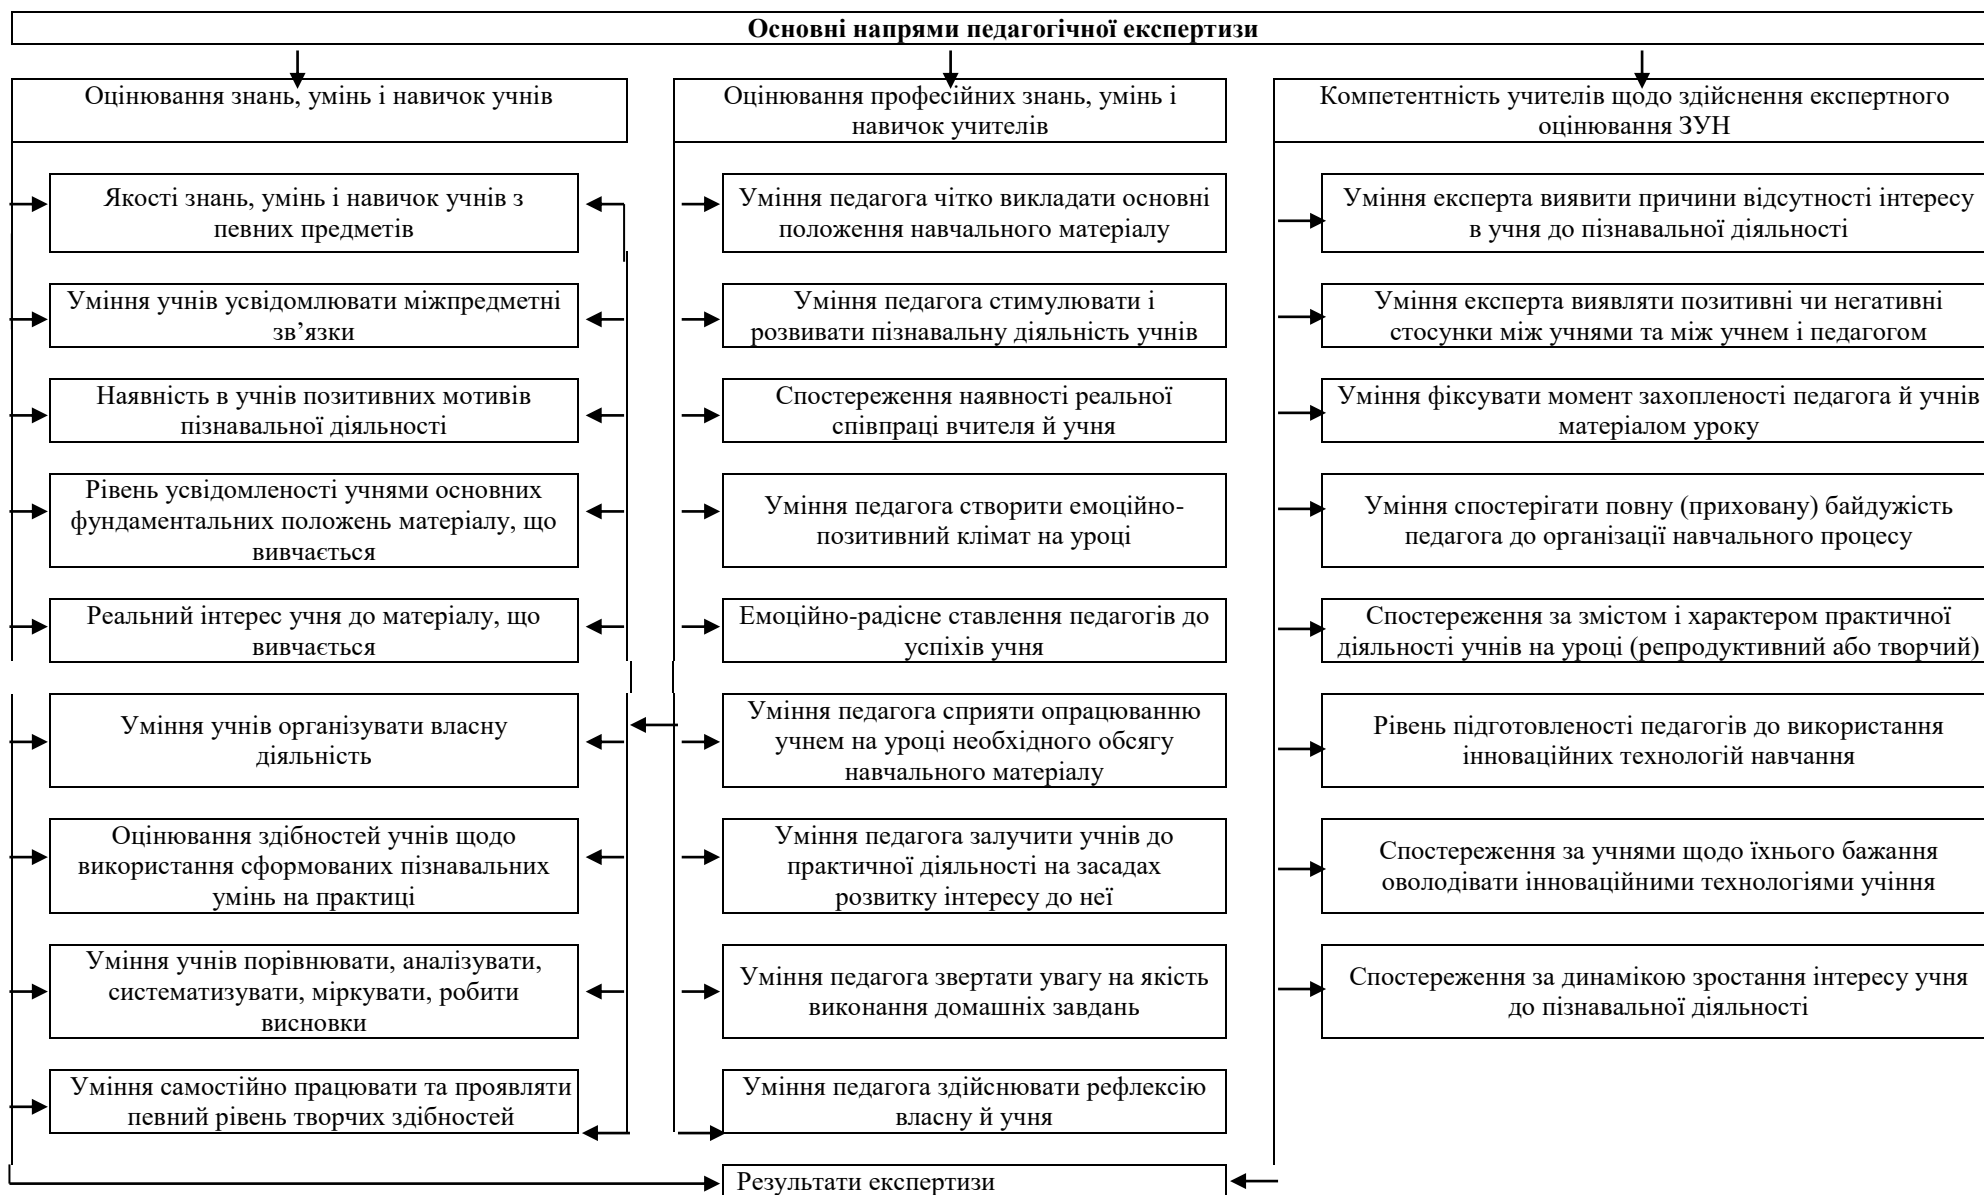 Основні напрями педагогічної експертизи
Оцінювання знань, умінь і навичок учнів
Якості знань, умінь і навичок учнів з
певних предметів
Уміння учнів усвідомлювати міжпредметні
зв’язки
Наявність в учнів позитивних мотивів
пізнавальної діяльності
Рівень усвідомленості учнями основних
фундаментальних положень матеріалу, що
вивчається
Реальний інтерес учня до матеріалу, що
вивчається
Уміння учнів організувати власну
діяльність
Оцінювання здібностей учнів щодо
використання сформованих пізнавальних
умінь на практиці
Уміння учнів порівнювати, аналізувати,
систематизувати, міркувати, робити
висновки
Уміння самостійно працювати та проявляти
певний рівень творчих здібностей
Оцінювання професійних знань, умінь і
навичок учителів
Уміння педагога чітко викладати основні
положення навчального матеріалу
Уміння педагога стимулювати і
розвивати пізнавальну діяльність учнів
Спостереження наявності реальної
співпраці вчителя й учня
Уміння педагога створити емоційно-
позитивний клімат на уроці
Емоційно-радісне ставлення педагогів до
успіхів учня
Уміння педагога сприяти опрацюванню
учнем на уроці необхідного обсягу
навчального матеріалу
Уміння педагога залучити учнів до
практичної діяльності на засадах
розвитку інтересу до неї
Уміння педагога звертати увагу на якість
виконання домашніх завдань
Уміння педагога здійснювати рефлексію
власну й учня
Компетентність учителів щодо здійснення експертного
оцінювання ЗУН
Уміння експерта виявити причини відсутності інтересу
в учня до пізнавальної діяльності
Уміння експерта виявляти позитивні чи негативні
стосунки між учнями та між учнем і педагогом
Уміння фіксувати момент захопленості педагога й учнів
матеріалом уроку
Уміння спостерігати повну (приховану) байдужість
педагога до організації навчального процесу
Спостереження за змістом і характером практичної
діяльності учнів на уроці (репродуктивний або творчий)
Рівень підготовленості педагогів до використання
інноваційних технологій навчання
Спостереження за учнями щодо їхнього бажання
оволодівати інноваційними технологіями учіння
Спостереження за динамікою зростання інтересу учня
до пізнавальної діяльності
Результати експертизи